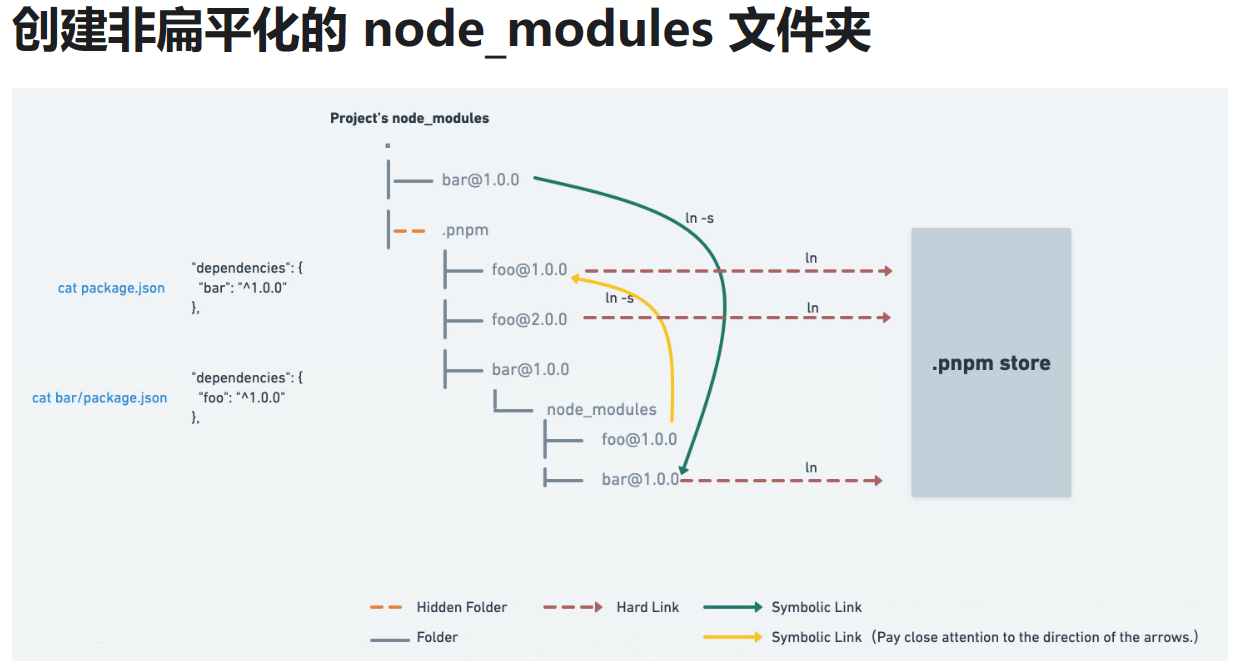 创建非扁平化的 node_modules 文件夹
Project's node_modules
bar@1.0.0
ln -s
.pnpm
"dependencies": {
cat package.json
"bar": "^1.0.0"
},
foo@1.0.0
ln
ln -s
foo@2.0.0
ln
bar@1.0.0
.pnpm store
"dependencies": {
cat bar/package.json
"foo": "^1.0.0"
},
node_modules
foo@1.0.0
bar@1.0.0
ln
Hidden Folder
Hard Link
Symbolic Link
Folder
Symbolic Link (Pay close attention to the direction of the arrows.)